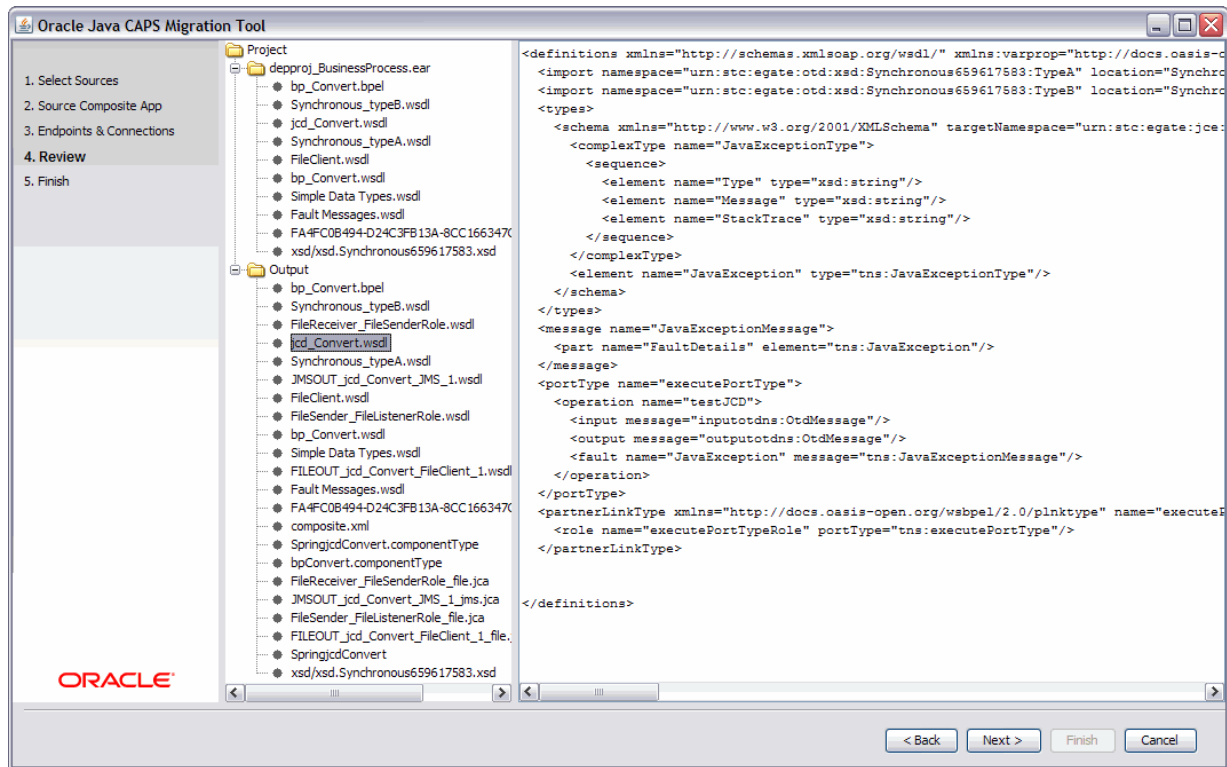 Oracle Java CAPS Migration Tool
1. Select Sources
2. Source Composite App
3. Endpoints & Connections
4. Review
5. Finish
ORACLE
Project
depproj_BusinessProcess.ear
bp_Convert.bpel
Synchronous_typeB.wsdl
jcd_Convert.wsdl
Synchronous_typeA.wsdl
FileClient.wsdl
bp_Convert.wsdl
Simple Data Types.wsdl
Fault Messages.wsdl
FA4FC0B494-D24C3FB13A-8CC166347C
xsd/xsd.Synchronous659617583.xsd
Output
bp_Convert.bpel
Synchronous_typeB.wsdl
FileReceiver_FileSenderRole.wsdl
jcd_Convert.wsdl
Synchronous_typeA.wsdl
JMSOUT_jcd_Convert_JMS_1.wsdl
FileClient.wsdl
FileSender_FileListenerRole.wsdl
bp_Convert.wsdl
Simple Data Types.wsdl
FILEOUT_jcd_Convert_FileClient_1.wsdl
Fault Messages.wsdl
FA4FC0B494-D24C3FB13A-8CC166347C
composite.xml
SpringjcdConvert.componentType
bpConvert.componentType
FileReceiver_FileSenderRole_file.jca
JMSOUT_jcd_Convert_JMS_1_jms.jca
FileSender_FileListenerRole_file.jca
FILEOUT_jcd_Convert_FileClient_1_file.
SpringjcdConvert
xsd/xsd.Synchronous659617583.xsd
<definitions xmlns="http://schemas.xmlsoap.org/wsdl/" xmlns:varprop="http://docs.oasis-o
<import namespace="urn:stc:egate:otd:xsd:Synchronous659617583:TypeA" location="Synchro
<import namespace="urn:stc:egate:otd:xsd:Synchronous659617583:TypeB" location="Synchro
<types>
<schema xmlns="http://www.w3.org/2001/XMLSchema" targetNamespace="urn:stc:egate:jce:
<complexType name="JavaExceptionType">
<sequence>
<element name="Type" type="xsd:string"/>
<element name="Message" type="xsd:string"/>
<element name="StackTrace" type="xsd:string"/>
</sequence>
</complexType>
<element name="JavaException" type="tns:JavaExceptionType"/>
</schema>
</types>
<message name="JavaExceptionMessage">
<part name="FaultDetails" element="tns:JavaException"/>
</message>
<portType name="executePortType">
<operation name="testJCD">
<input message="inputotdns:OtdMessage"/>
<output message="outputotdns:OtdMessage"/>
<fault name="JavaException" message="tns:JavaExceptionMessage"/>
</operation>
</portType>
<partnerLinkType xmlns="http://docs.oasis-open.org/wsbpel/2.0/plnktype" name="executeP
<role name="executePortTypeRole" portType="tns:executePortType"/>
</partnerLinkType>
</definitions>
< Back
Next >
Finish
Cancel